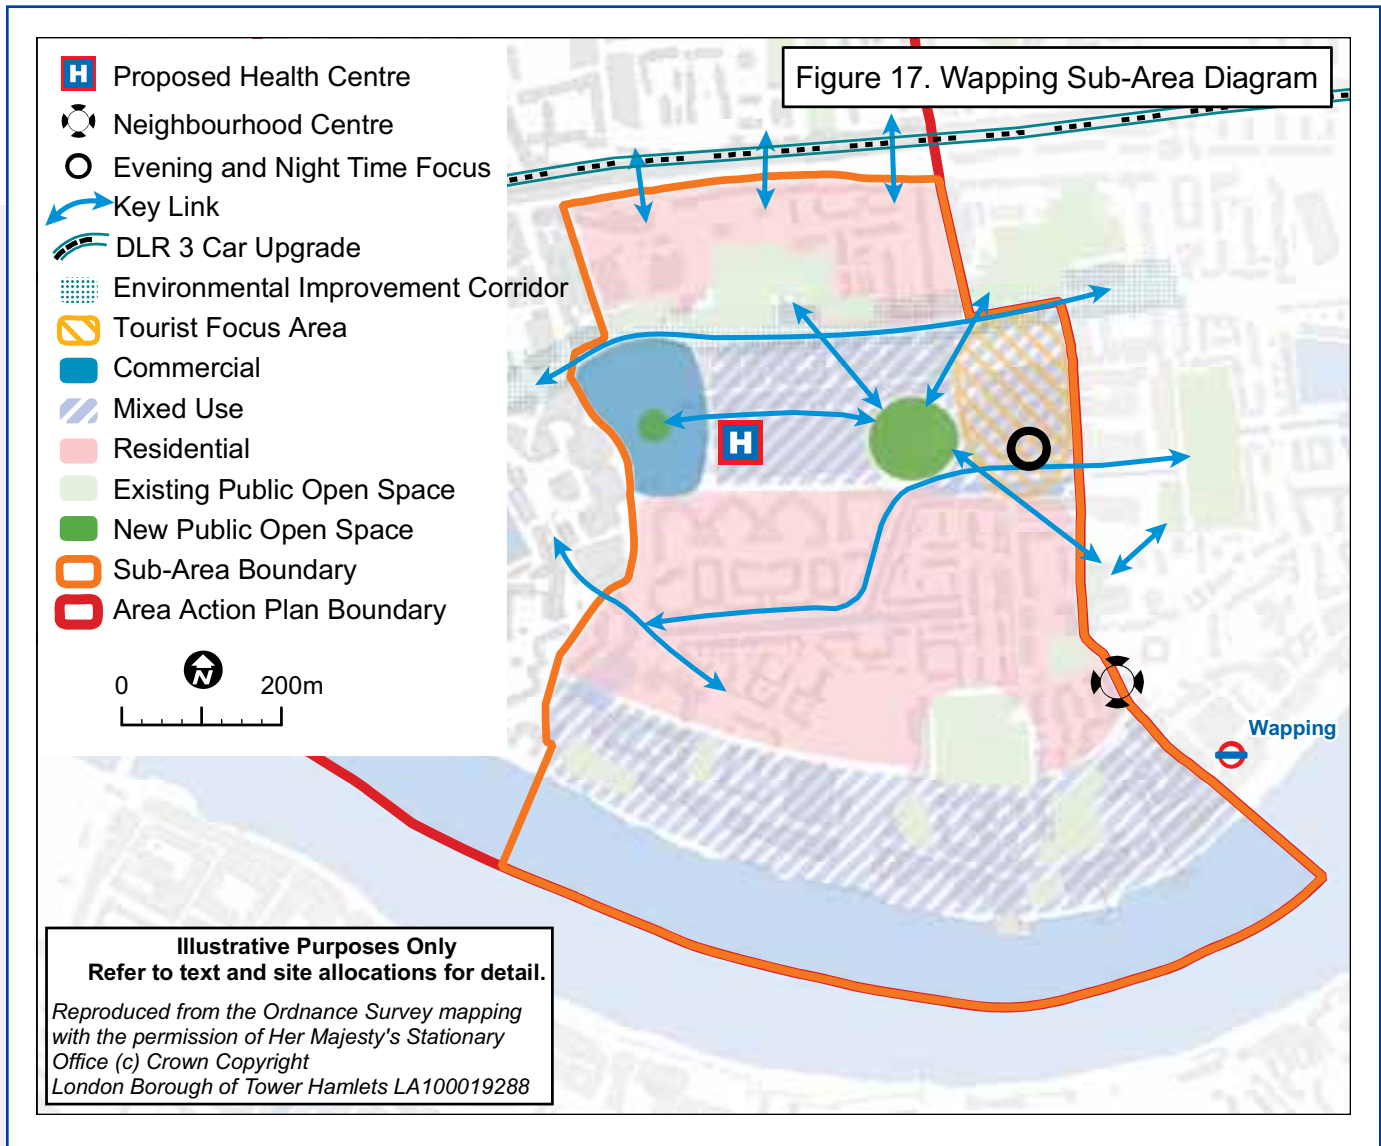 Figure 17. Wapping Sub-Area Diagram
H Proposed Health Centre
Neighbourhood Centre
Evening and Night Time Focus
Key Link
DLR 3 Car Upgrade
Environmental Improvement Corridor
Tourist Focus Area
Commercial
Mixed Use
Residential
Existing Public Open Space
New Public Open Space
Sub-Area Boundary
Area Action Plan Boundary
N
0 200m
H
Wapping
Illustrative Purposes Only
Refer to text and site allocations for detail.
Reproduced from the Ordnance Survey mapping
with the permission of Her Majesty's Stationary
Office (c) Crown Copyright
London Borough of Tower Hamlets LA100019288